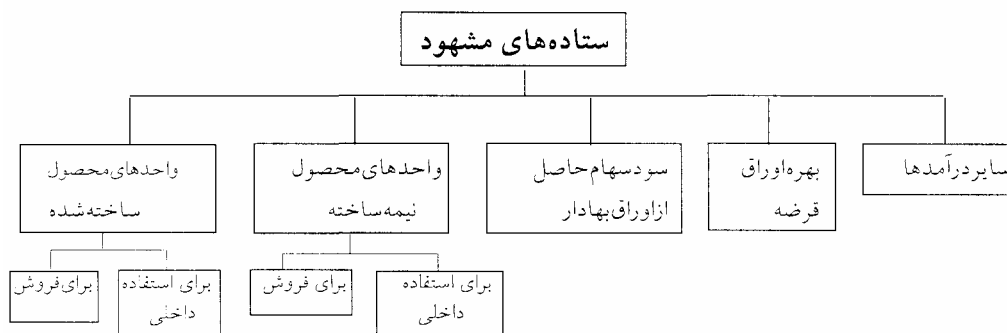 ستاده‌های مشهود
سایر درآمدها
بهره اوراق
قرضه
سود سهام حاصل
از اوراق بهادار
واحدهای محصول
نیمه ساخته
واحدهای محصول
ساخته شده
برای استفاده
داخلی
برای فروش
برای استفاده
داخلی
برای فروش